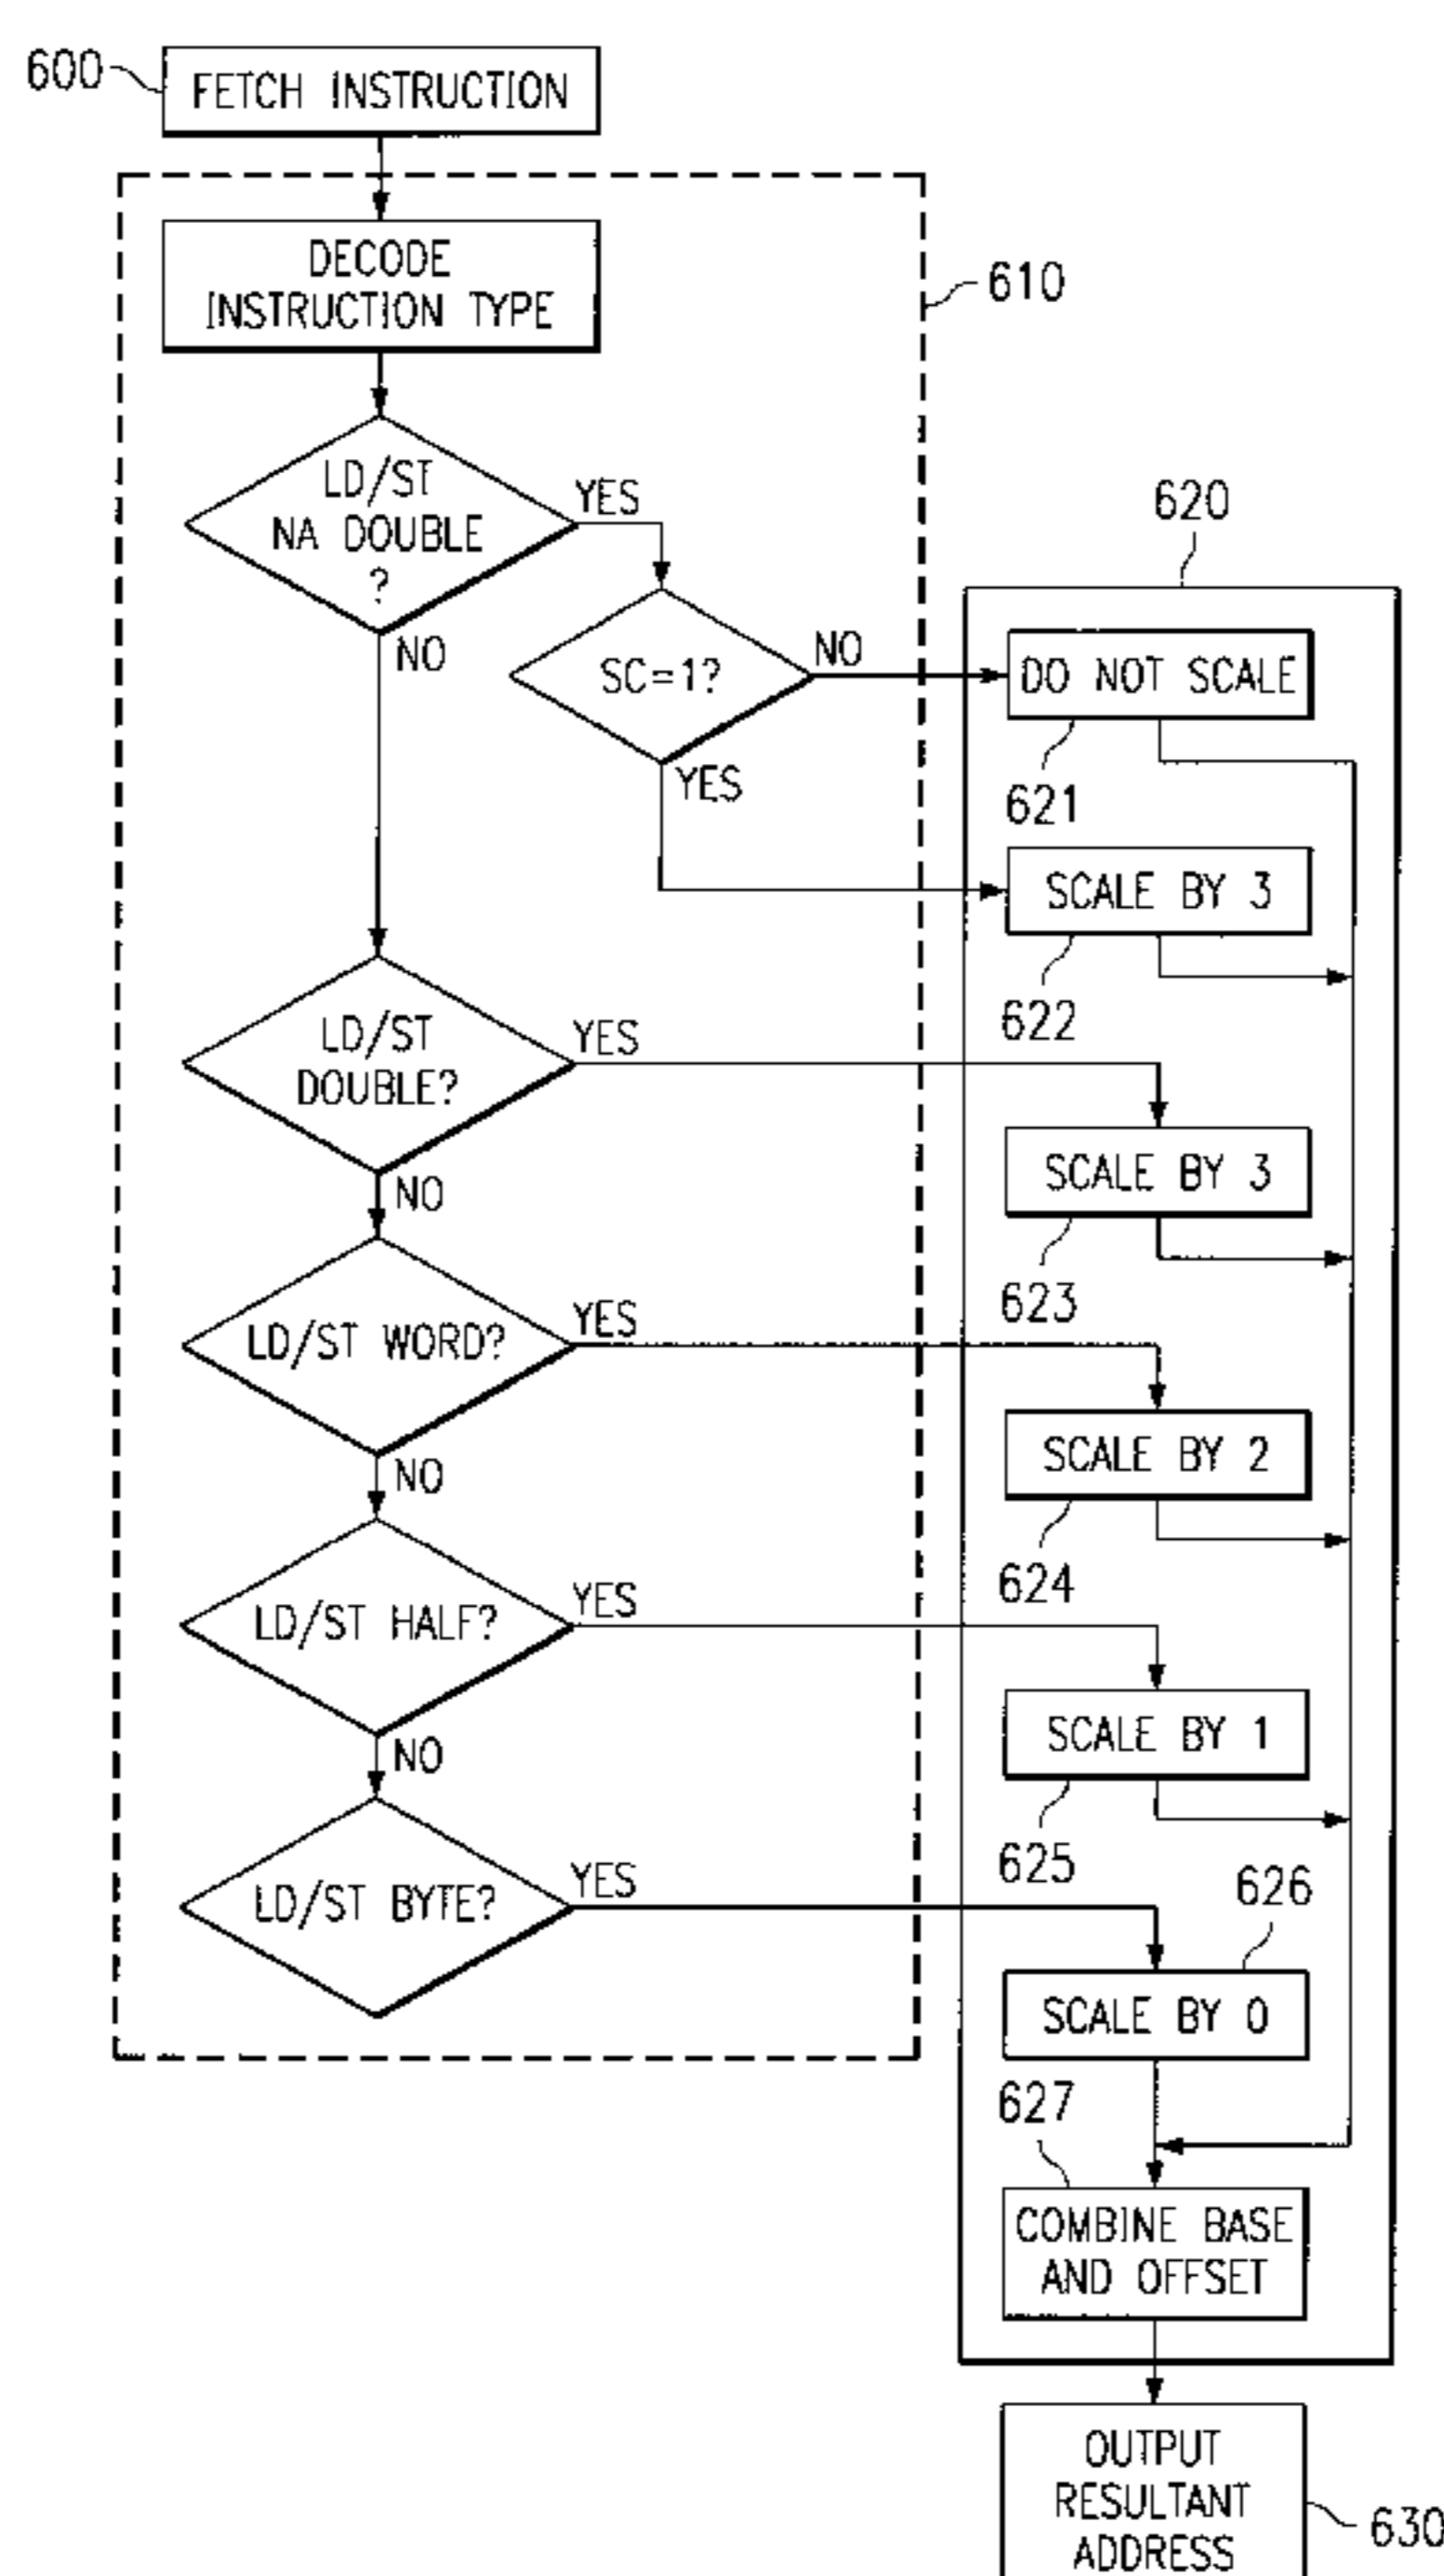 600
FETCH INSTRUCTION
DECODE
INSTRUCTION TYPE
610
LD/ST
NA DOUBLE
?
YES
NO
620
SC=1?
NO
YES
DO NOT SCALE
621
SCALE BY 3
622
LD/ST
DOUBLE?
YES
NO
SCALE BY 3
623
LD/ST WORD?
YES
NO
SCALE BY 2
624
LD/ST HALF?
YES
NO
SCALE BY 1
625
LD/ST BYTE?
YES
626
SCALE BY 0
627
COMBINE BASE
AND OFFSET
OUTPUT
RESULTANT
ADDRESS
630